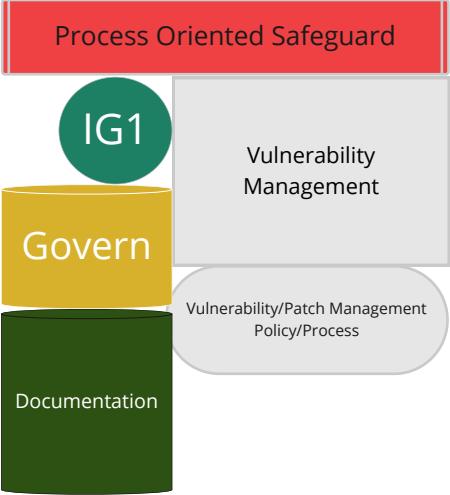 Process Oriented Safeguard
IG1
Vulnerability
Management
Govern
Vulnerability/Patch Management
Policy/Process
Documentation